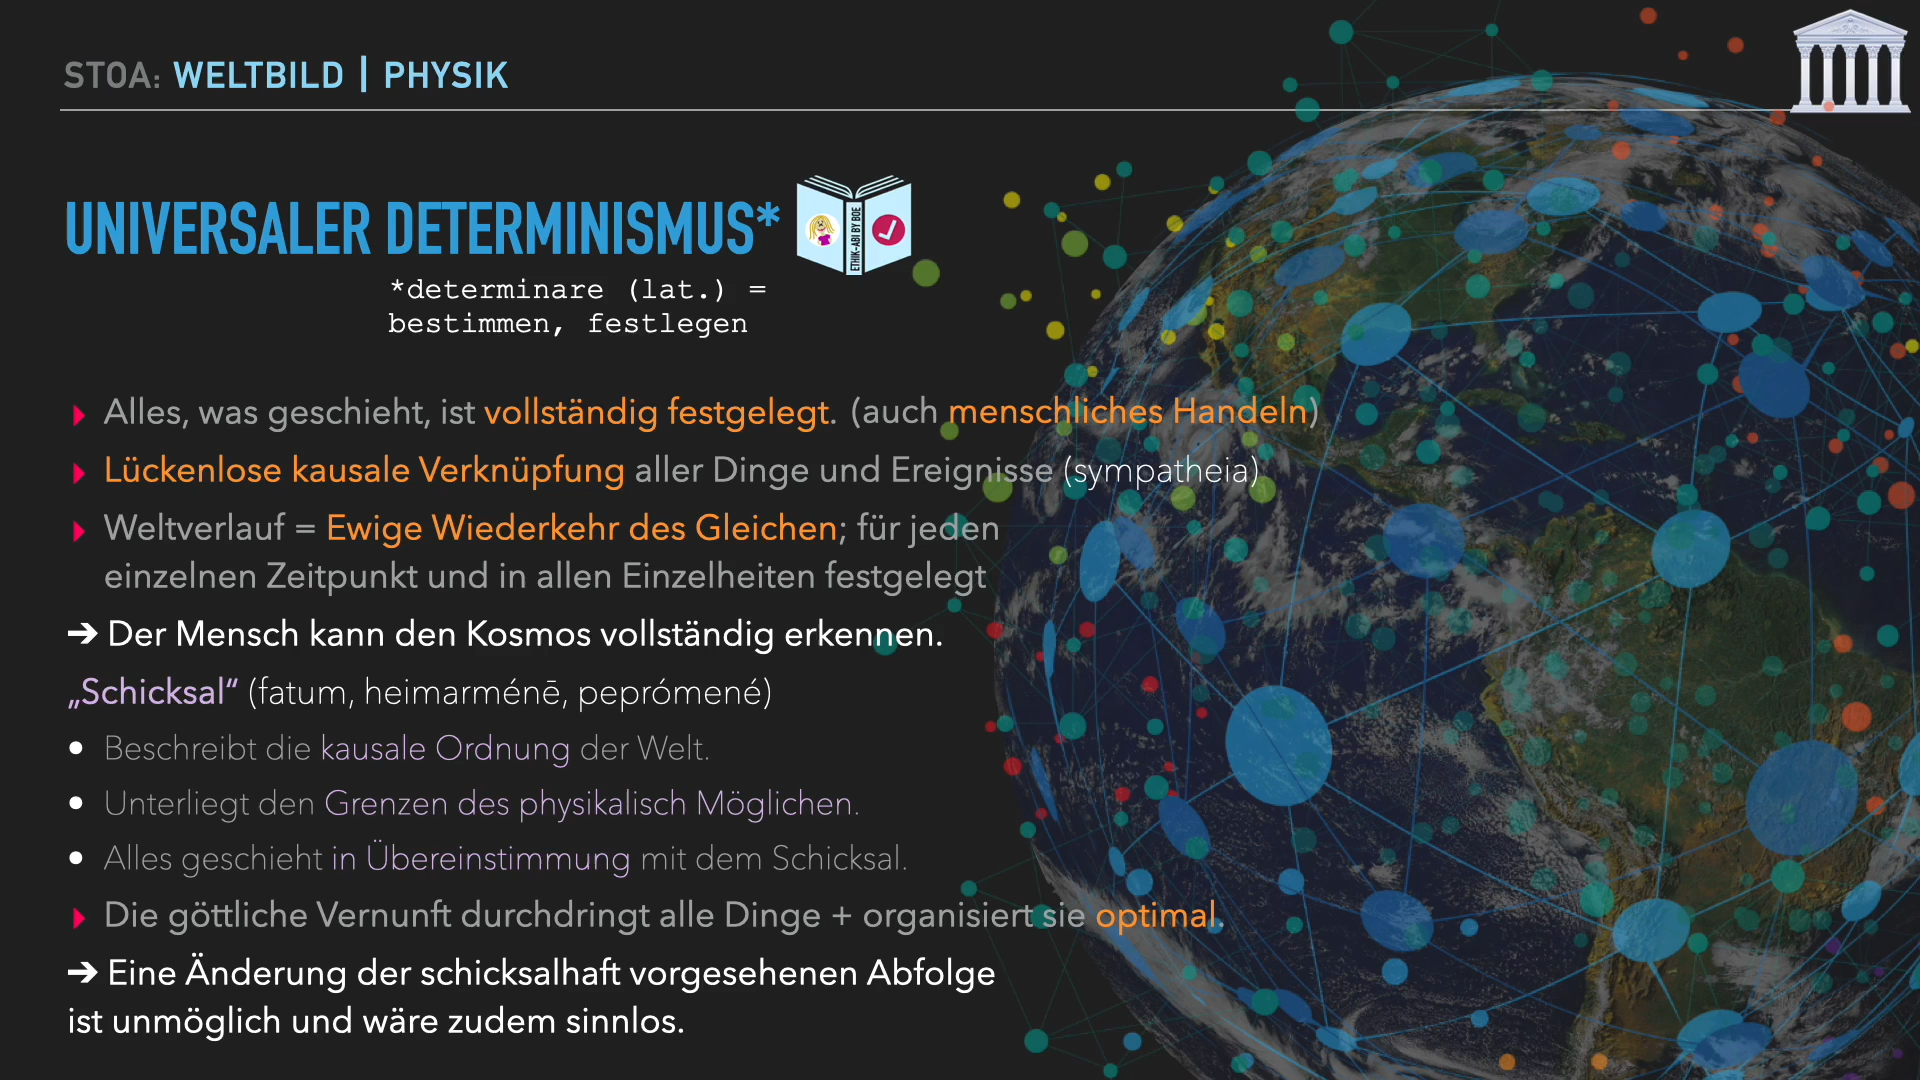 STOA: WELTBILD | PHYSIK
UNIVERSALER DETERMINISMUS*
ETHIK-ABI BY BOE
*determinare (lat.) =
bestimmen, festlegen
Alles, was geschieht, ist vollständig festgelegt. (auch menschliches Handeln)
Lückenlose kausale Verknüpfung aller Dinge und Ereignisse (sympatheia)
Weltverlauf = Ewige Wiederkehr des Gleichen; für jeden
einzelnen Zeitpunkt und in allen Einzelheiten festgelegt
➔ Der Mensch kann den Kosmos vollständig erkennen.
„Schicksal“ (fatum, heimarménē, peprómené)
• Beschreibt die kausale Ordnung der Welt.
• Unterliegt den Grenzen des physikalisch Möglichen.
• Alles geschieht in Übereinstimmung mit dem Schicksal.
Die göttliche Vernunft durchdringt alle Dinge + organisiert sie optimal.
➔ Eine Änderung der schicksalhaft vorgesehenen Abfolge
ist unmöglich und wäre zudem sinnlos.